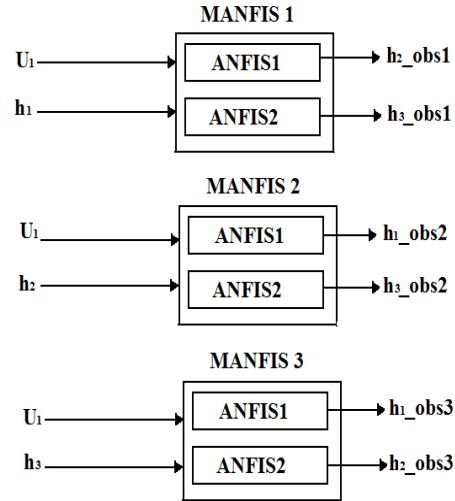 MANFIS 1
U₁ ANFIS1 h₂_obs1
h₁ ANFIS2 h₃_obs1
MANFIS 2
U₁ ANFIS1 h₁_obs2
h₂ ANFIS2 h₃_obs2
MANFIS 3
U₁ ANFIS1 h₁_obs3
h₃ ANFIS2 h₂_obs3